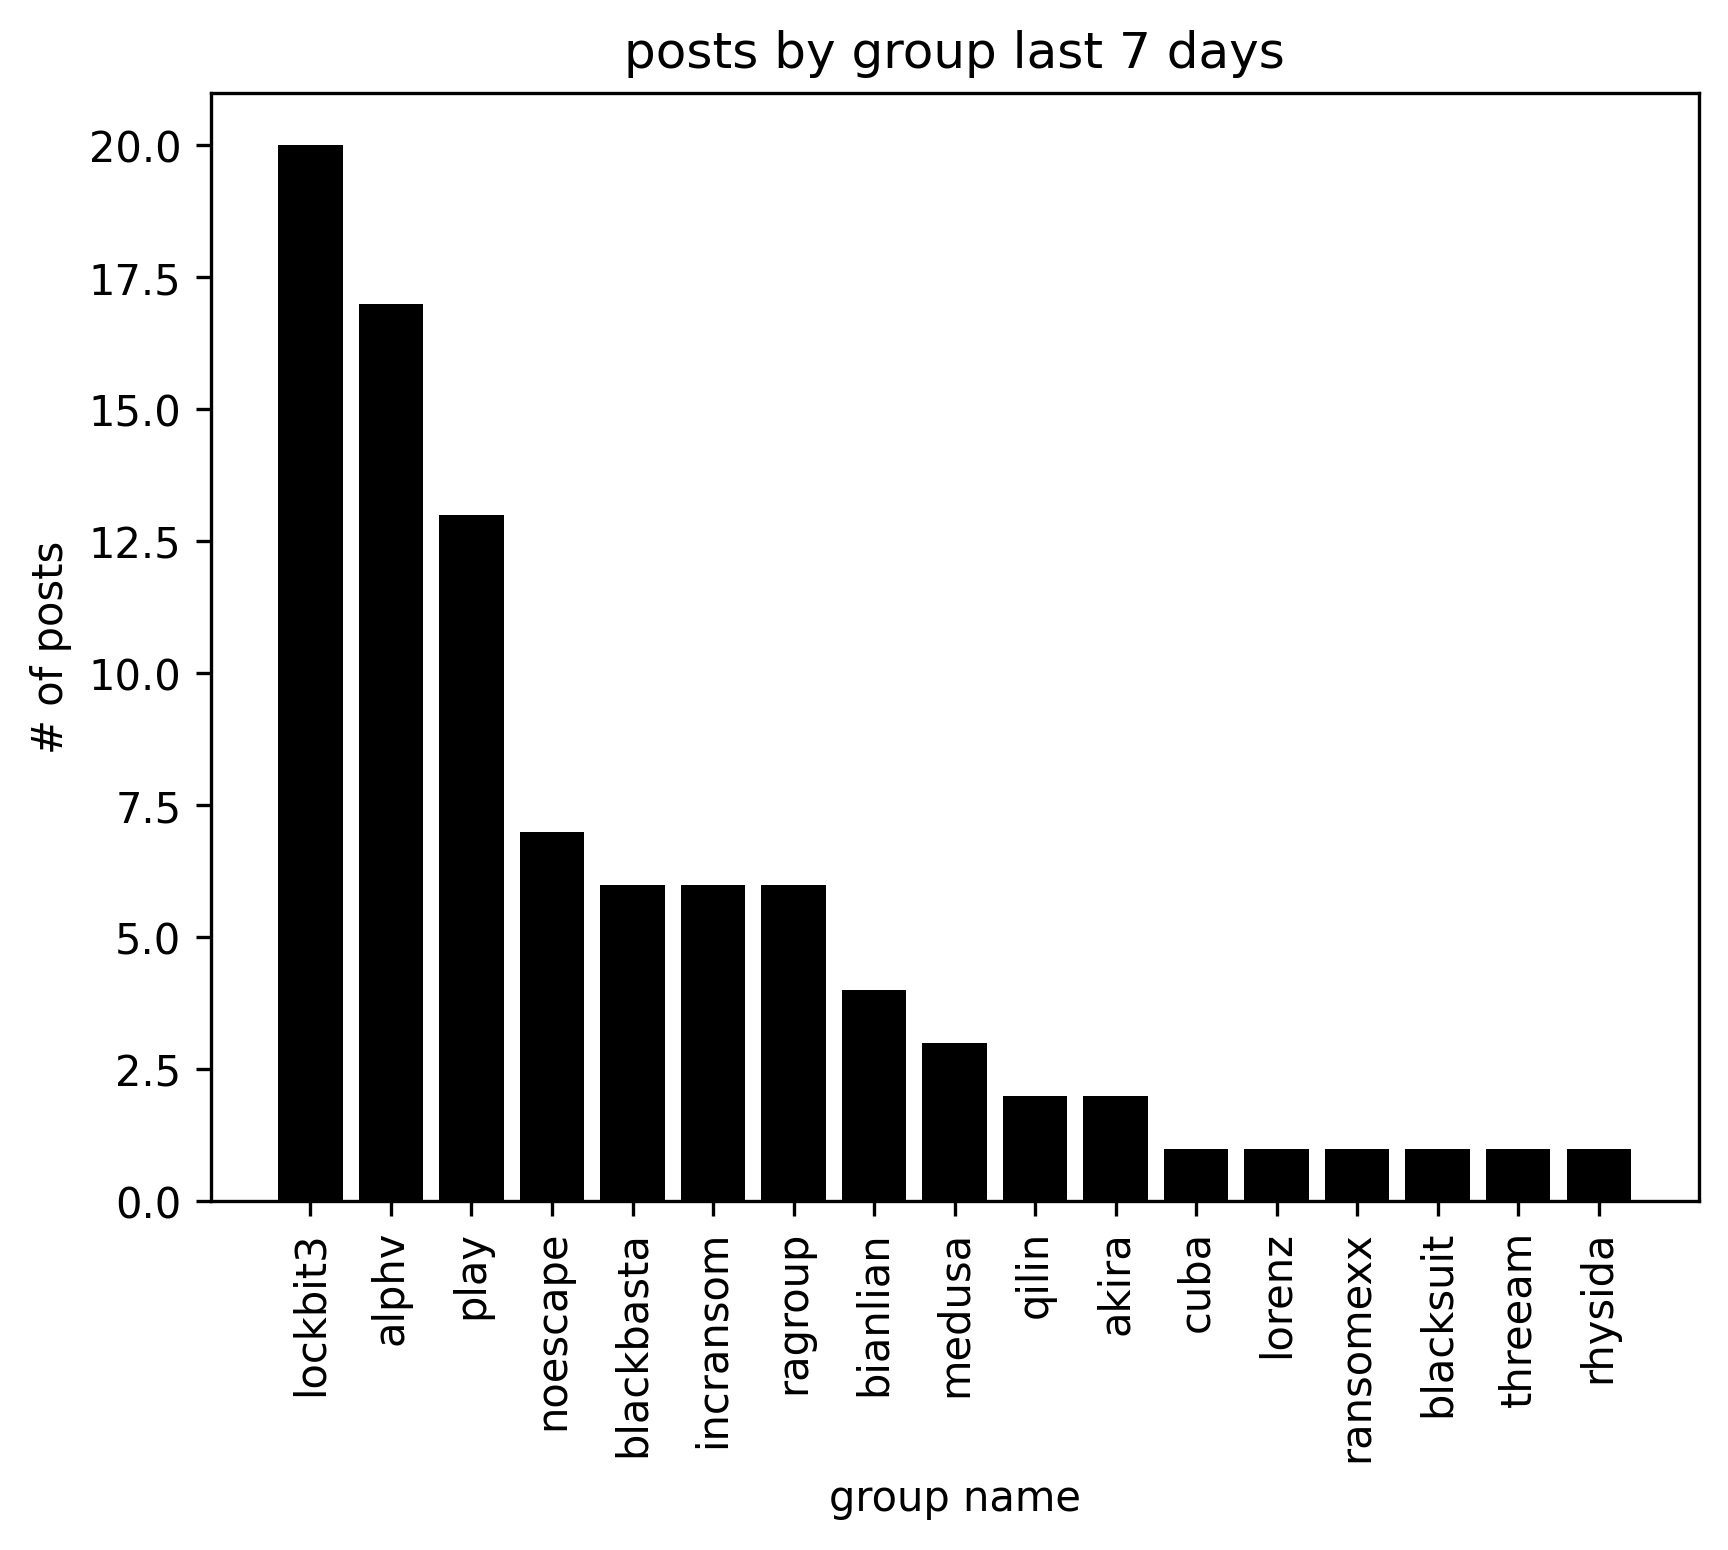 posts by group last 7 days
# of posts
20.0
17.5
15.0
12.5
10.0
7.5
5.0
2.5
0.0
lockbit3
alphv
play
noescape
blackbasta
incransom
ragroup
bianlian
medusa
qilin
akira
cuba
lorenz
ransomexx
blacksuit
threeam
rhysida
group name